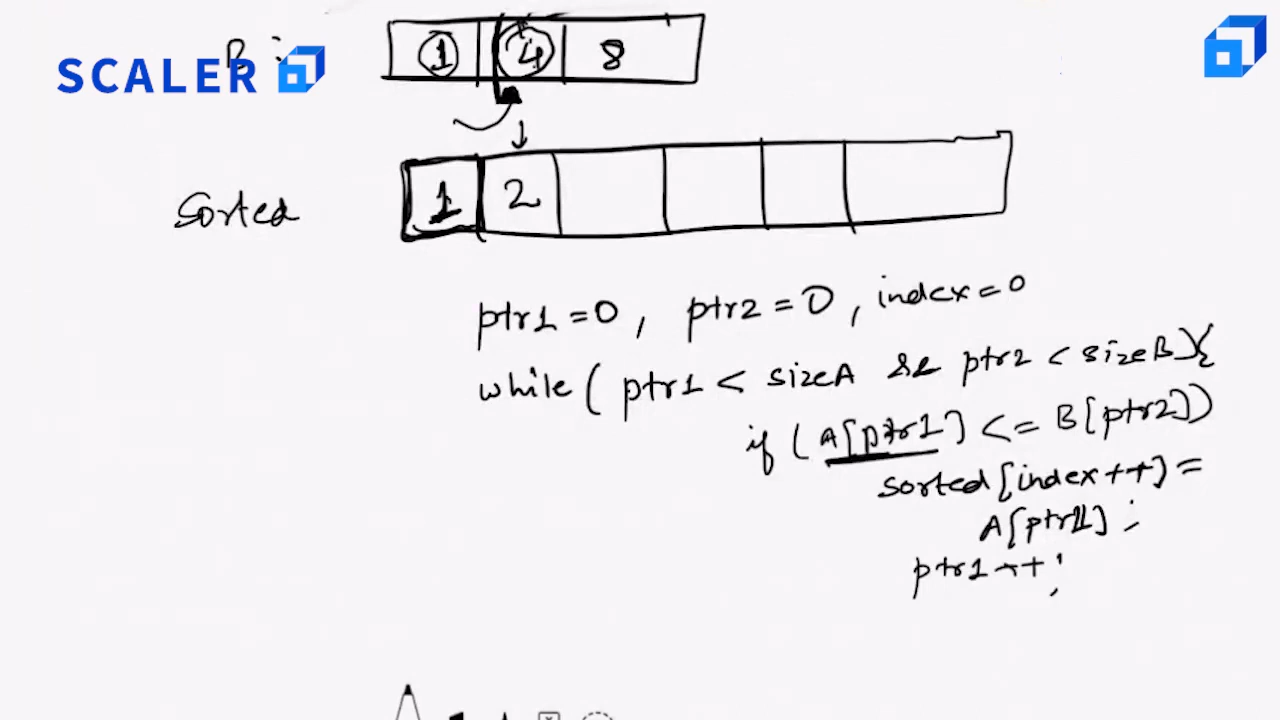 B :
SCALER
1 4 8
1 2
Sorted
ptr1 = 0, ptr2 = 0, index = 0
while ( ptr1 < sizeA && ptr2 < sizeB ){
if ( A[ptr1] <= B[ptr2])
sorted [index++] =
A[ptr1] ;
ptr1++;